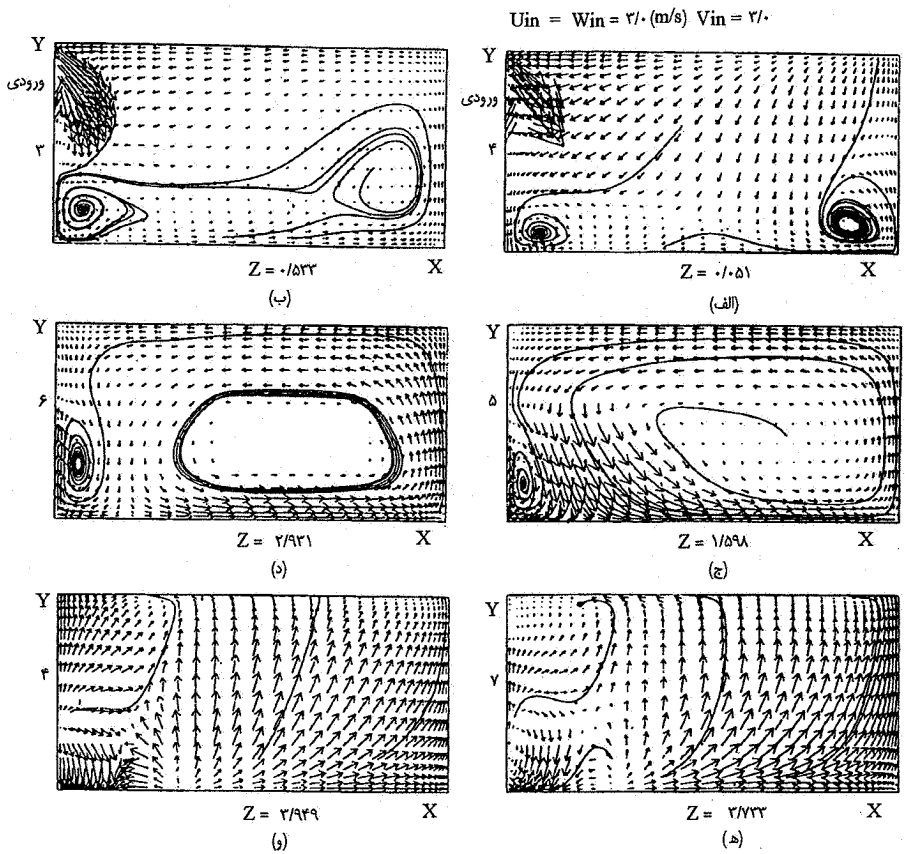 Uin = Win = ۳/۰ (m/s) Vin = ۳/۰
Y
ورودی
۴
Z = ۰/۰۵۱ X
(الف)
Y
ورودی
۳
Z = ۰/۵۳۳ X
(ب)
Y
۵
Z = ۱/۵۹۸ X
(ج)
Y
۶
Z = ۲/۹۳۱ X
(د)
Y
۷
Z = ۳/۷۳۳ X
(ه)
Y
۴
Z = ۳/۹۴۹ X
(و)